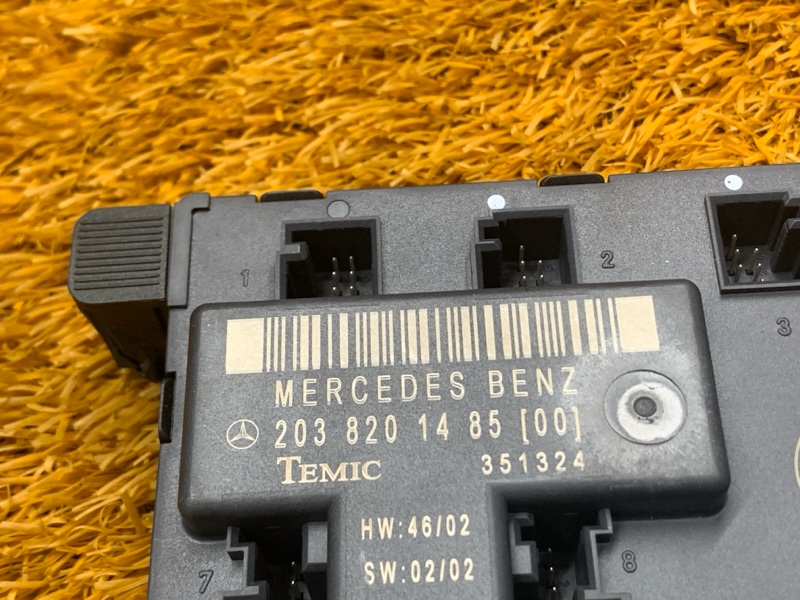 1
2
3
MERCEDES BENZ
203 820 14 85 [00]
TEMIC 351324
HW:46/02
SW:02/02
7
8